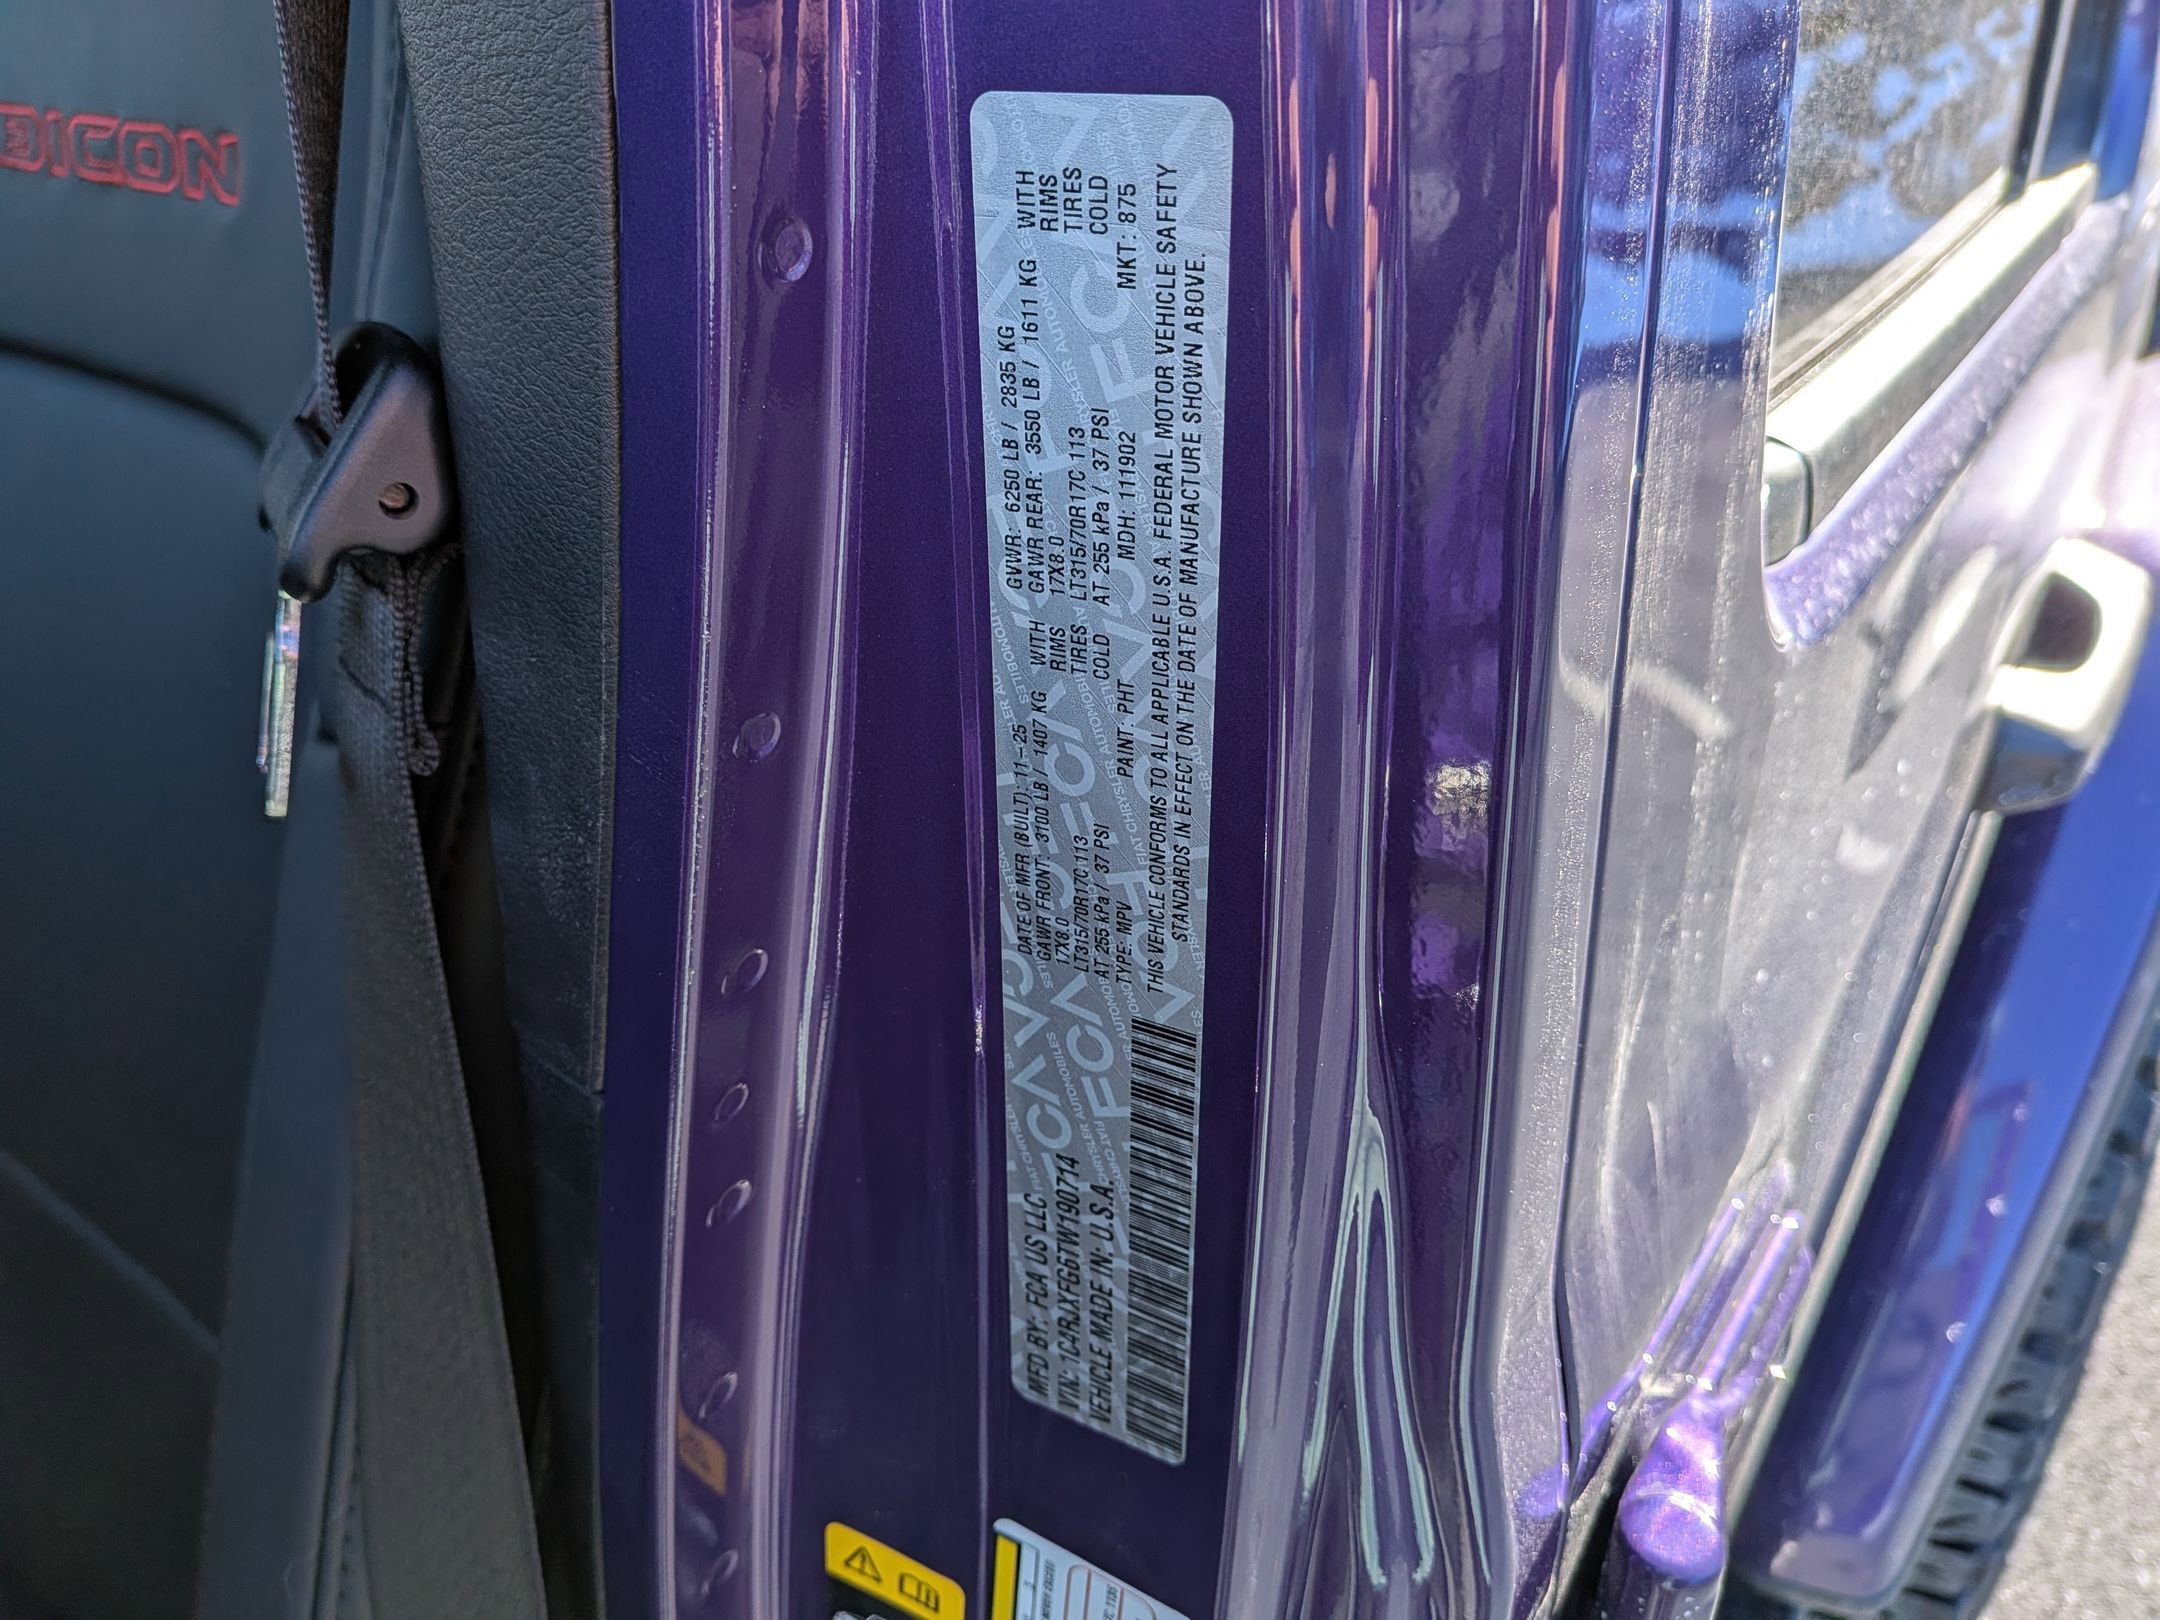 BICON
MFD BY: FCA US LLC
DATE OF MFR (BUILT): 11-25
GVWR: 6250 LB / 2835 KG
VIN: 1C4RJXFG6TW190714
GAWR FRONT: 3100 LB / 1407 KG WITH
GAWR REAR: 3550 LB / 1611 KG WITH
VEHICLE MADE IN: U.S.A.
17X8.0 RIMS
17X8.0 RIMS
LT315/70R17C 113 TIRES
LT315/70R17C 113 TIRES
AT 255 kPa / 37 PSI COLD
AT 255 kPa / 37 PSI COLD
TYPE: MPV PAINT: PHT MDH: 111902 MKT: 875
THIS VEHICLE CONFORMS TO ALL APPLICABLE U.S.A. FEDERAL MOTOR VEHICLE SAFETY
STANDARDS IN EFFECT ON THE DATE OF MANUFACTURE SHOWN ABOVE.